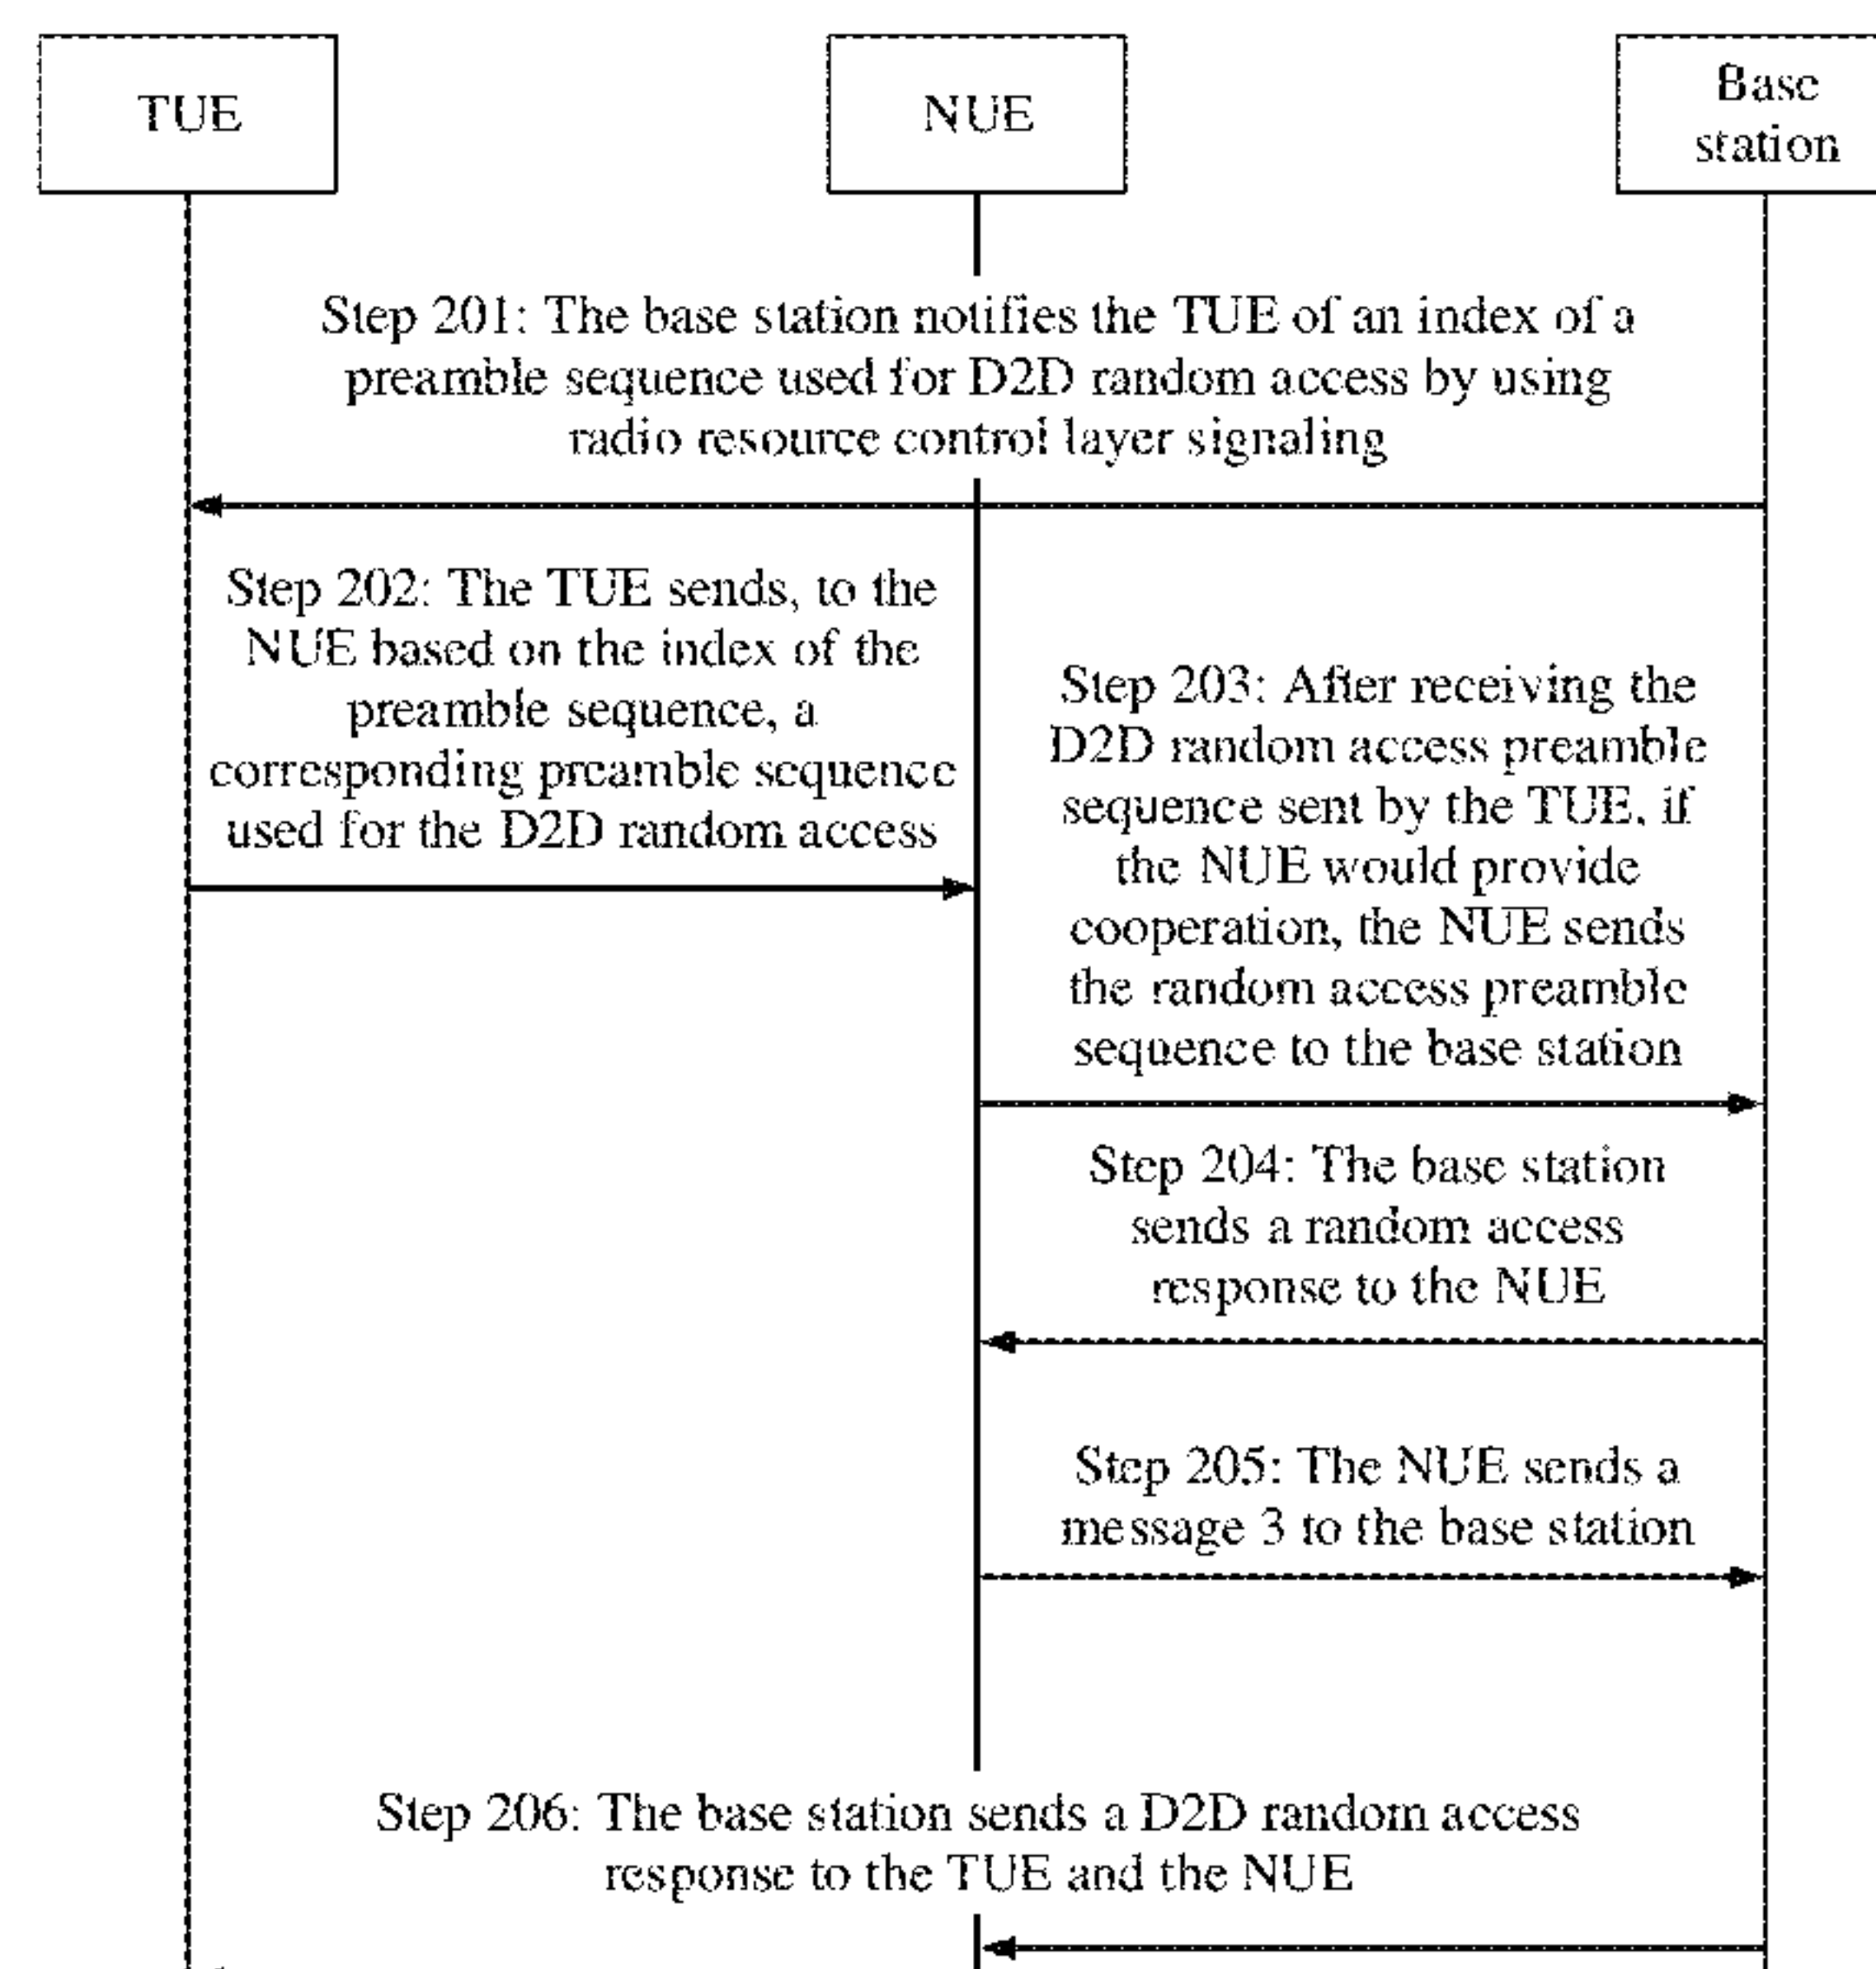 TUE
NUE
Base
station
Step 201: The base station notifies the TUE of an index of a
preamble sequence used for D2D random access by using
radio resource control layer signaling
Step 202: The TUE sends, to the
NUE based on the index of the
preamble sequence, a
corresponding preamble sequence
used for the D2D random access
Step 203: After receiving the
D2D random access preamble
sequence sent by the TUE, if
the NUE would provide
cooperation, the NUE sends
the random access preamble
sequence to the base station
Step 204: The base station
sends a random access
response to the NUE
Step 205: The NUE sends a
message 3 to the base station
Step 206: The base station sends a D2D random access
response to the TUE and the NUE